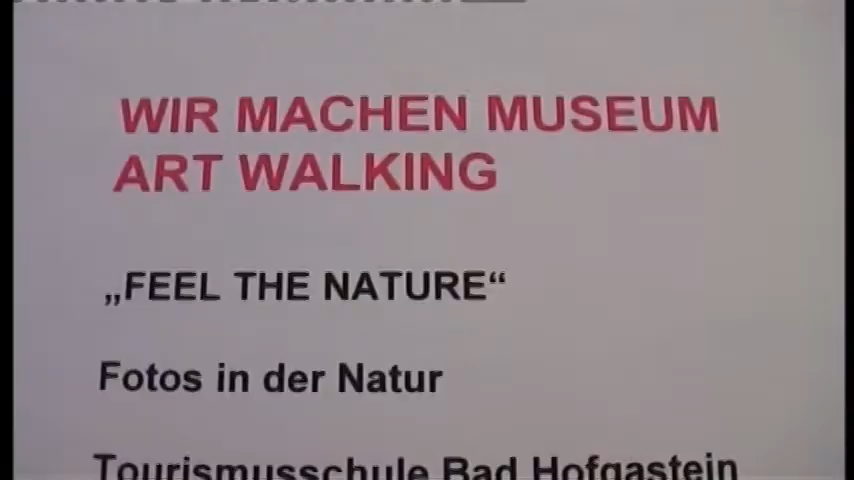 WIR MACHEN MUSEUM
ART WALKING
„FEEL THE NATURE“
Fotos in der Natur
Tourismusschule Bad Hofgastein